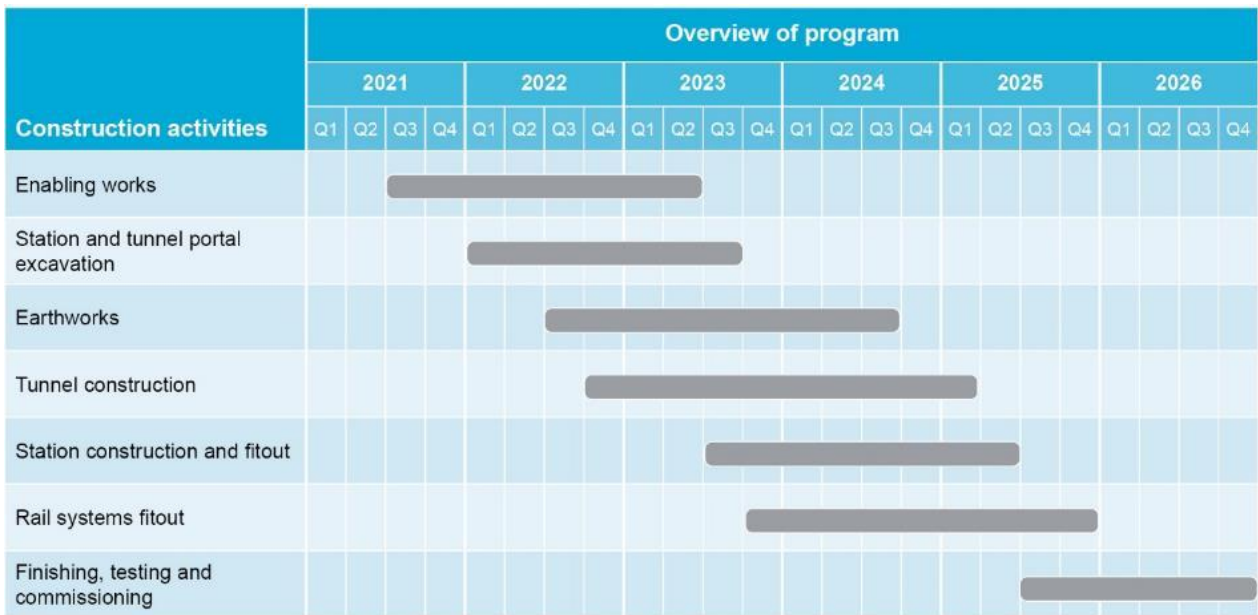 Overview of program
2021 2022 2023 2024 2025 2026
Construction activities Q1 Q2 Q3 Q4 Q1 Q2 Q3 Q4 Q1 Q2 Q3 Q4 Q1 Q2 Q3 Q4 Q1 Q2 Q3 Q4 Q1 Q2 Q3 Q4
Enabling works
Station and tunnel portal
excavation
Earthworks
Tunnel construction
Station construction and fitout
Rail systems fitout
Finishing, testing and
commissioning